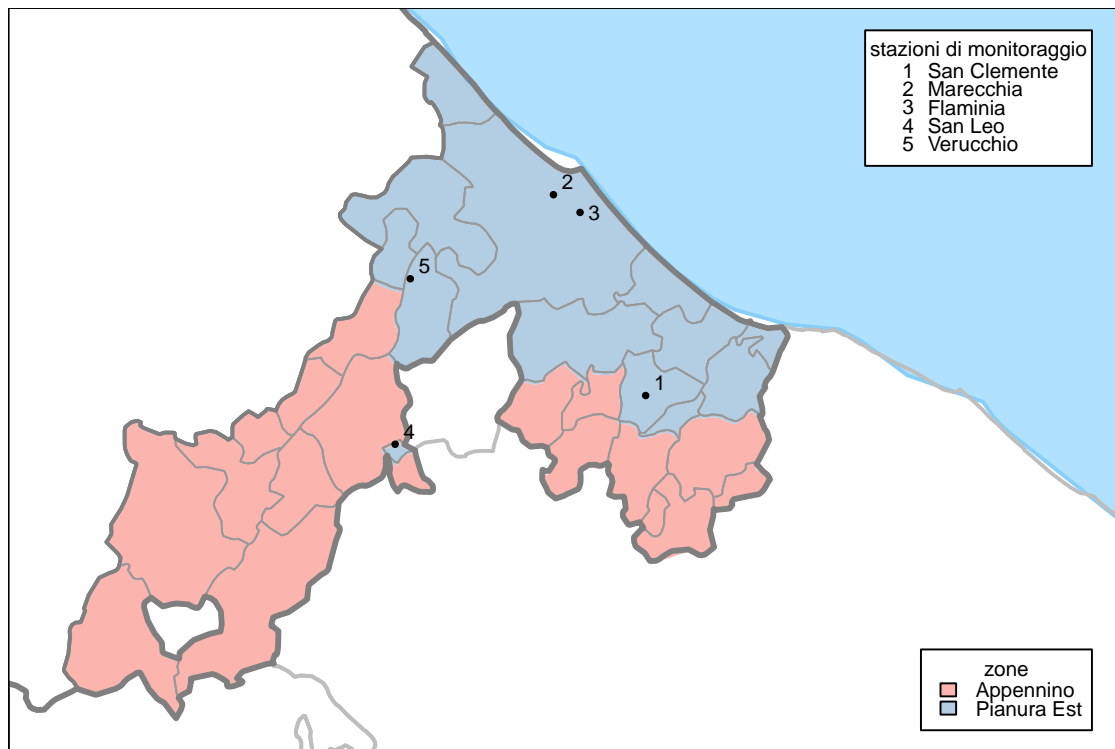 stazioni di monitoraggio
1 San Clemente
2 Marecchia
3 Flaminia
4 San Leo
5 Verucchio
2
3
5
1
4
zone
Appennino
Pianura Est